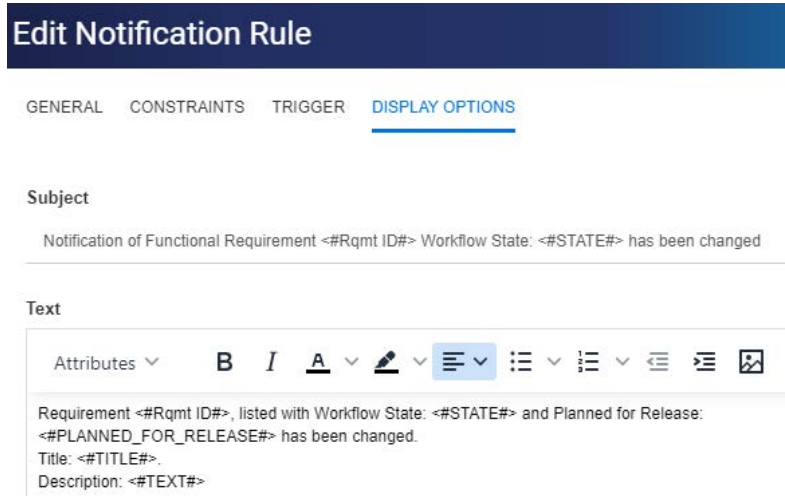 Edit Notification Rule
GENERAL CONSTRAINTS TRIGGER DISPLAY OPTIONS
Subject
Notification of Functional Requirement <#Rqmt ID#> Workflow State: <#STATE#> has been changed
Text
Attributes B I A
Requirement <#Rqmt ID#>, listed with Workflow State: <#STATE#> and Planned for Release:
<#PLANNED_FOR_RELEASE#> has been changed.
Title: <#TITLE#>.
Description: <#TEXT#>